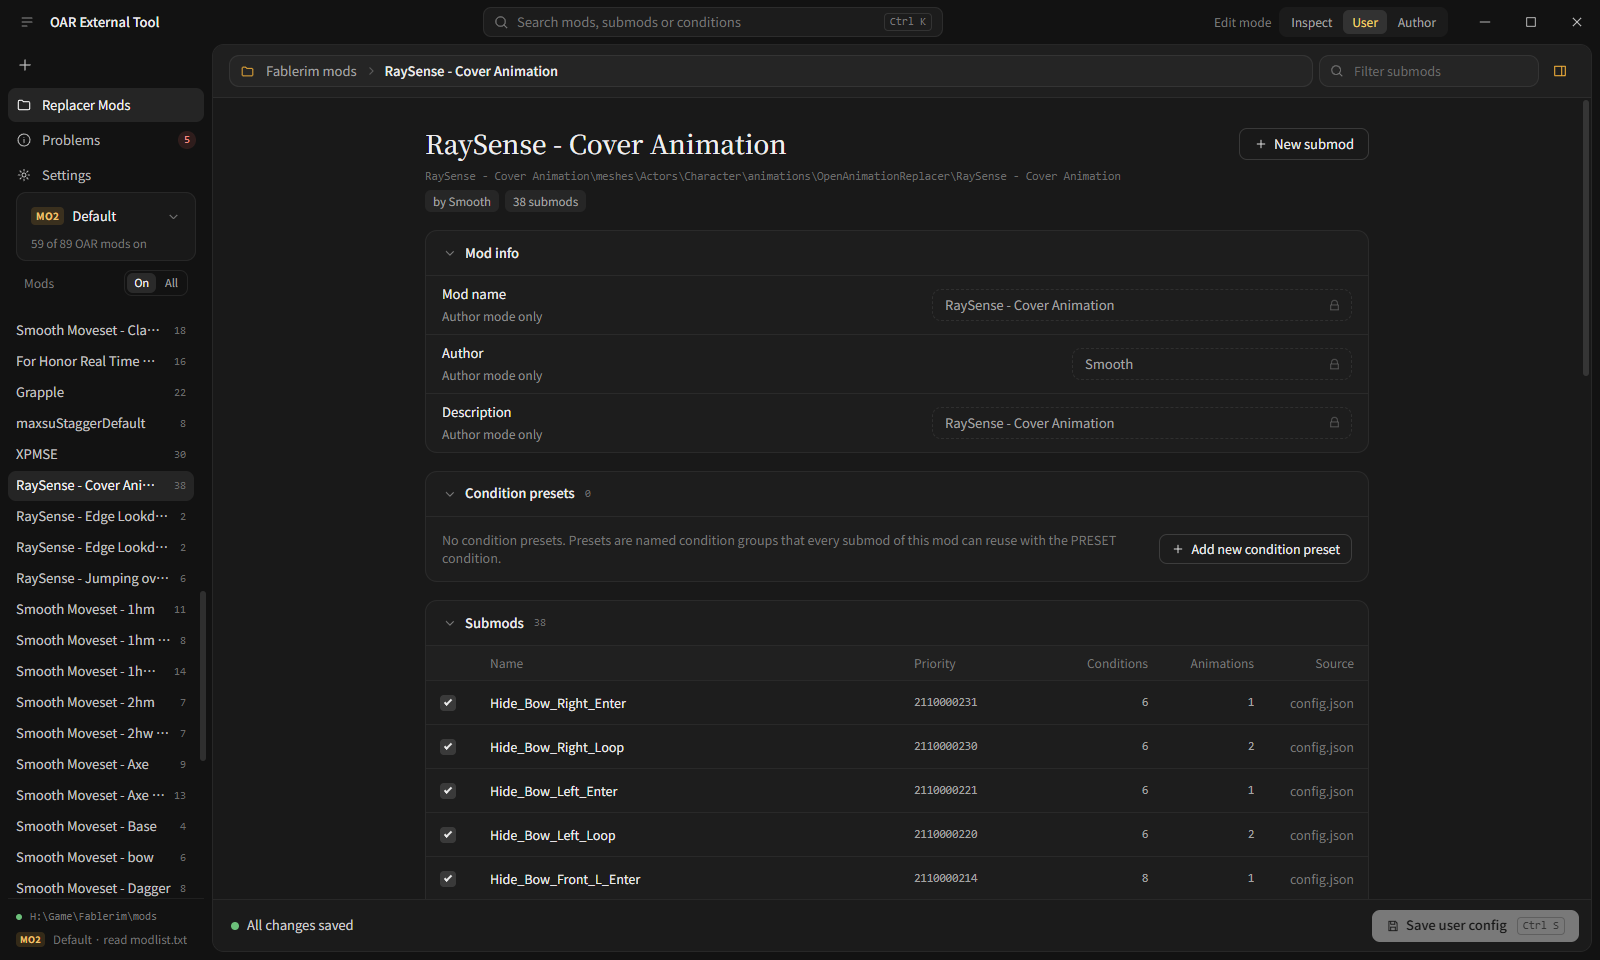 OAR External Tool
Search mods, submods or conditions
Ctrl K
Edit mode
Inspect
User
Author
Replacer Mods
Problems
5
Settings
MO2
Default
59 of 89 OAR mods on
Mods
On
All
Smooth Moveset - Cla···
18
For Honor Real Time ···
16
Grapple
22
maxsuStaggerDefault
8
XPMSE
30
RaySense - Cover Ani···
38
RaySense - Edge Lookd···
2
RaySense - Edge Lookd···
2
RaySense - Jumping ov···
6
Smooth Moveset - 1hm
11
Smooth Moveset - 1hm ···
8
Smooth Moveset - 1h···
14
Smooth Moveset - 2hm
7
Smooth Moveset - 2hw ···
7
Smooth Moveset - Axe
9
Smooth Moveset - Axe ···
13
Smooth Moveset - Base
4
Smooth Moveset - bow
6
Smooth Moveset - Dagger
8
H:\Game\Fablerim\mods
MO2
Default · read modlist.txt
Fablerim mods
RaySense - Cover Animation
Filter submods
RaySense - Cover Animation
New submod
RaySense - Cover Animation\meshes\Actors\Character\animations\OpenAnimationReplacer\RaySense - Cover Animation
by Smooth
38 submods
Mod info
Mod name
Author mode only
RaySense - Cover Animation
Author
Author mode only
Smooth
Description
Author mode only
RaySense - Cover Animation
Condition presets
0
No condition presets. Presets are named condition groups that every submod of this mod can reuse with the PRESET
condition.
Add new condition preset
Submods
38
Name
Priority
Conditions
Animations
Source
Hide_Bow_Right_Enter
2110000231
6
1
config.json
Hide_Bow_Right_Loop
2110000230
6
2
config.json
Hide_Bow_Left_Enter
2110000221
6
1
config.json
Hide_Bow_Left_Loop
2110000220
6
2
config.json
Hide_Bow_Front_L_Enter
2110000214
8
1
config.json
All changes saved
Save user config
Ctrl S